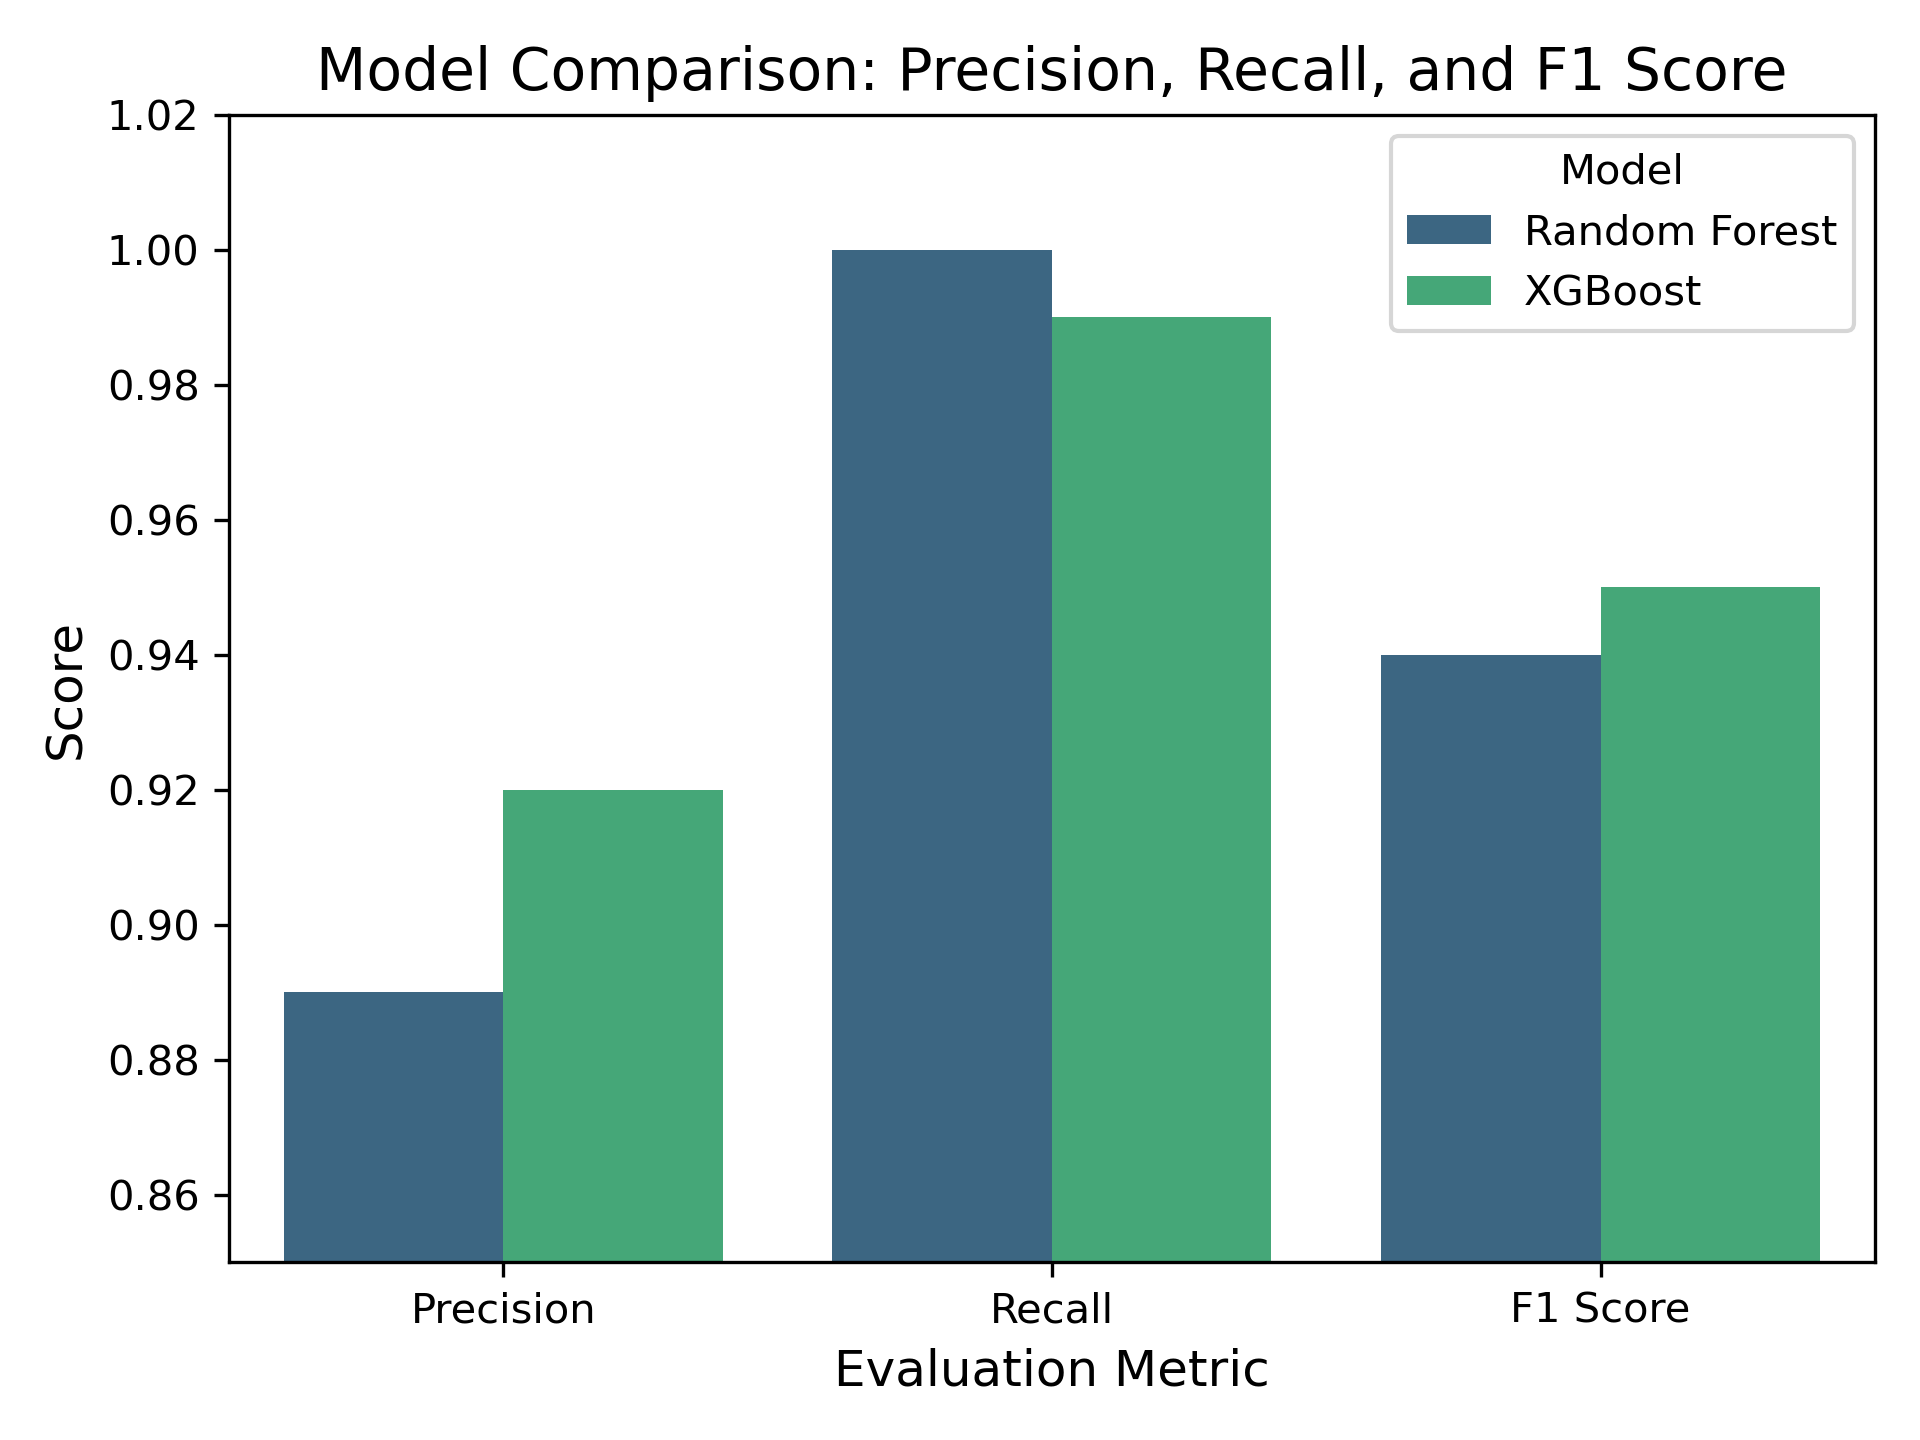 Model Comparison: Precision, Recall, and F1 Score
1.02
1.00
0.98
0.96
0.94
0.92
0.90
0.88
0.86
Score
Model
Random Forest
XGBoost
Precision
Recall
F1 Score
Evaluation Metric